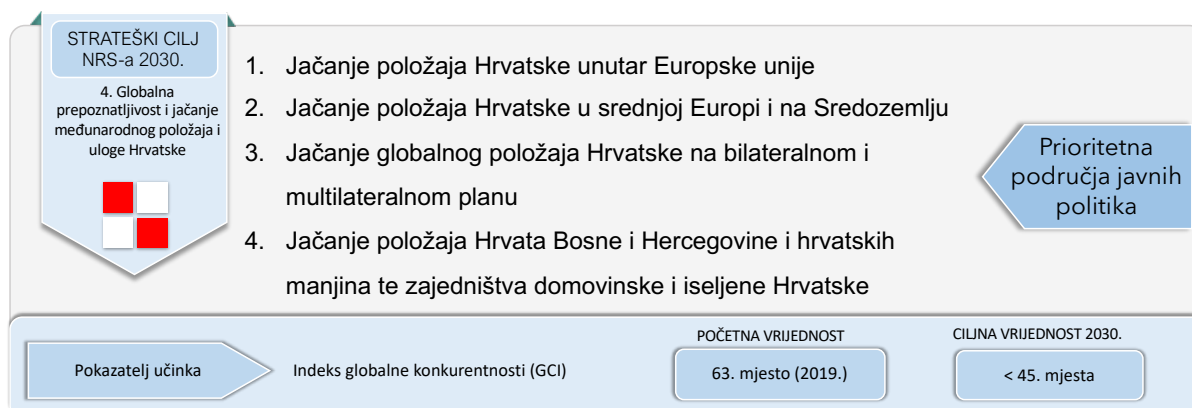 STRATEŠKI CILJ
NRS-a 2030.
4. Globalna
prepoznatljivost i jačanje
međunarodnog položaja i
uloge Hrvatske
1. Jačanje položaja Hrvatske unutar Europske unije
2. Jačanje položaja Hrvatske u srednjoj Europi i na Sredozemlju
3. Jačanje globalnog položaja Hrvatske na bilateralnom i
multilateralnom planu
4. Jačanje položaja Hrvata Bosne i Hercegovine i hrvatskih
manjina te zajedništva domovinske i iseljene Hrvatske
Prioritetna
područja javnih
politika
Pokazatelj učinka
Indeks globalne konkurentnosti (GCI)
POČETNA VRIJEDNOST
63. mjesto (2019.)
CILJNA VRIJEDNOST 2030.
< 45. mjesta